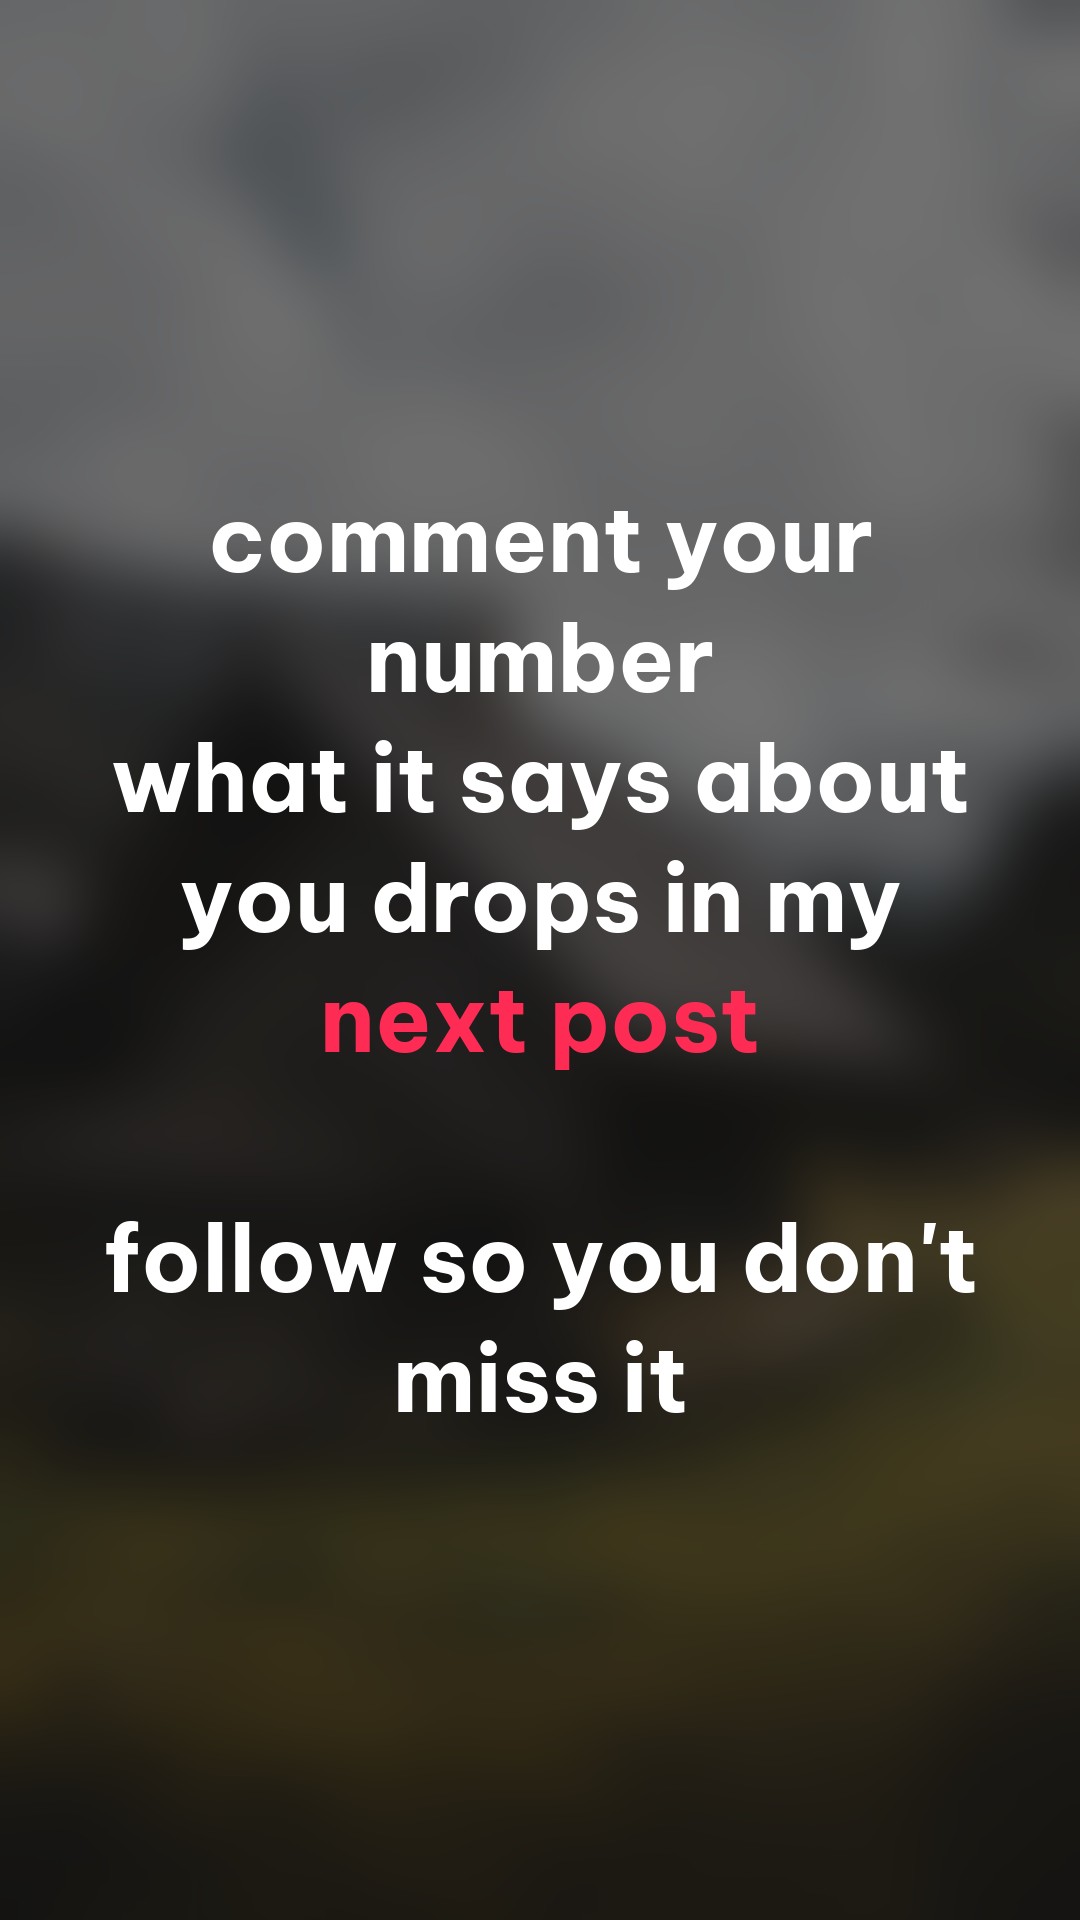 comment your
number
what it says about
you drops in my
next post
follow so you don't
miss it